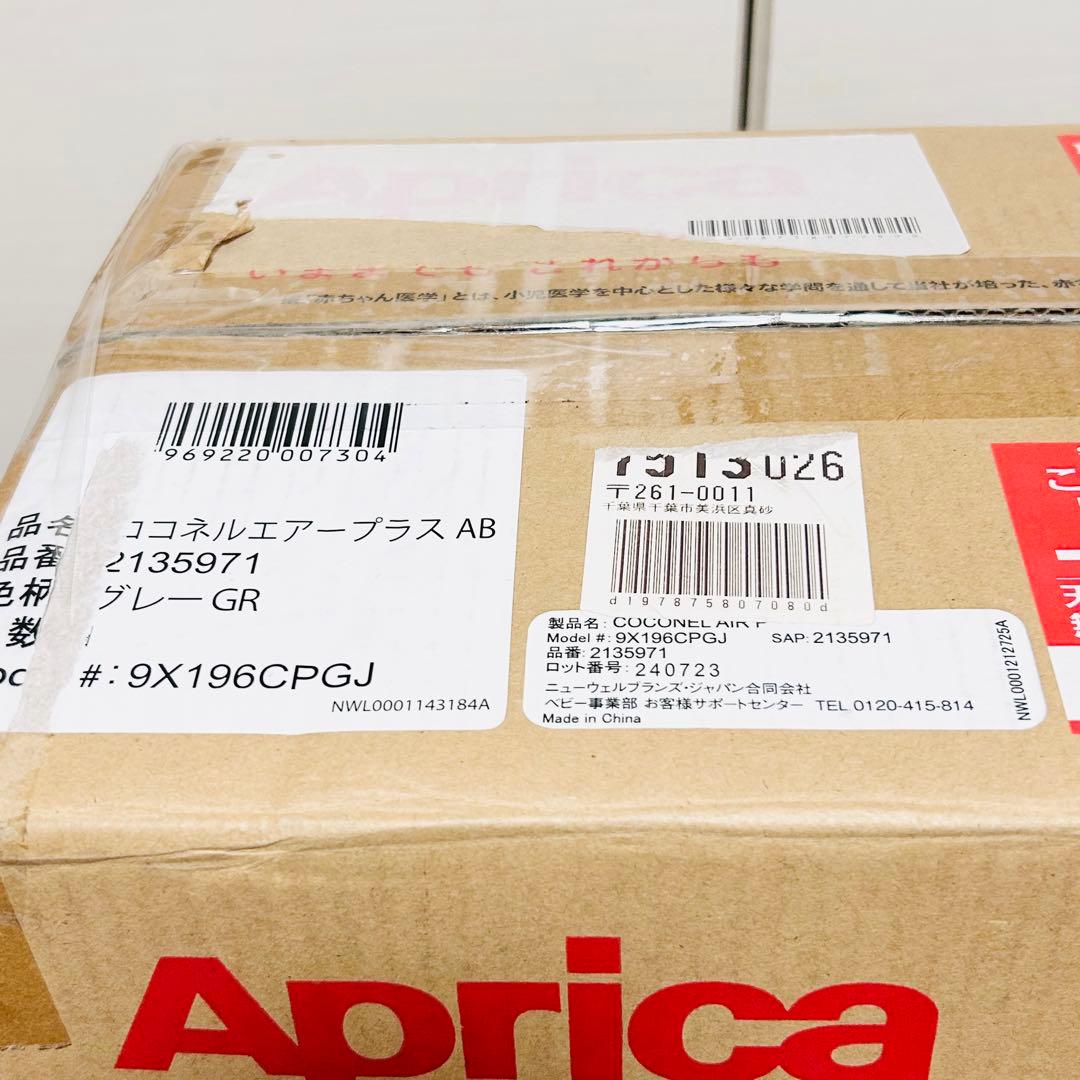 Aprica
いままでも これからも
「赤ちゃん医学」とは、小児医学を中心とした様々な学問を通して当社が培った、赤
969220 007304
品名 ココネルエアープラス AB
品番 2135971
色柄 グレー GR
数
#: 9X196CPGJ
NWL0001143184A
7513026
〒261-0011
千葉県千葉市美浜区真砂
d197875807080d
製品名: COCONEL AIR P
Model #: 9X196CPGJ SAP: 2135971
品番: 2135971
ロット番号: 240723
ニューウェルブランズ・ジャパン合同会社
ベビー事業部 お客様サポートセンター TEL 0120-415-814
Made in China
NWL0001212725A
こ
天
Aprica